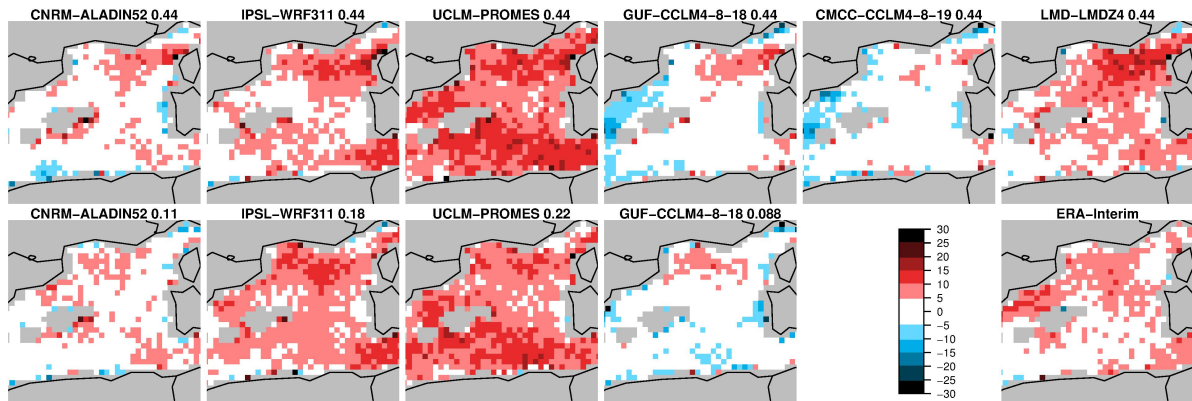 CNRM−ALADIN52 0.44
IPSL−WRF311 0.44
UCLM−PROMES 0.44
GUF−CCLM4−8−18 0.44
CMCC−CCLM4−8−19 0.44
LMD−LMDZ4 0.44
CNRM−ALADIN52 0.11
IPSL−WRF311 0.18
UCLM−PROMES 0.22
GUF−CCLM4−8−18 0.088
ERA−Interim
30
25
20
15
10
5
0
−5
−10
−15
−20
−25
−30